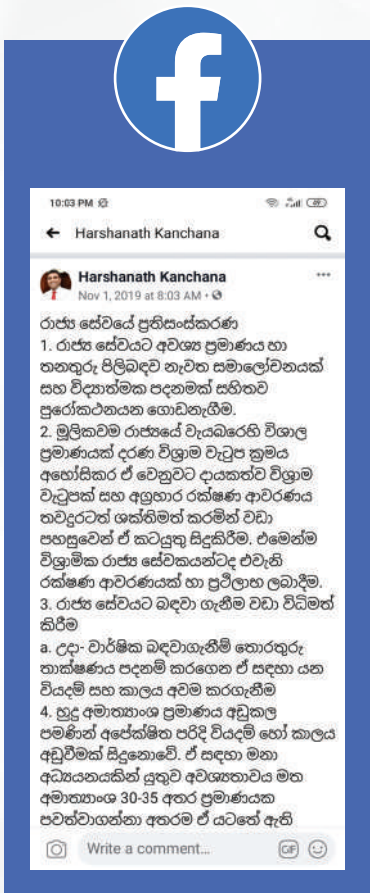 f
10:03 PM
Harshanath Kanchana
Harshanath Kanchana
Nov 1, 2019 at 8:03 AM •
රාජ්‍ය සේවයේ ප්‍රතිසංස්කරණ
1. රාජ්‍ය සේවයට අවශ්‍ය ප්‍රමාණය හා
තනතුරු පිලිබඳව නැවත සමාලෝචනයක්
සහ විද්‍යාත්මක පදනමක් සහිතව
පුරෝකථනයන ගොඩනැගීම.
2. මූලිකවම රාජ්‍යයේ වැයබරෙහි විශාල
ප්‍රමාණයක් දරණ විශ්‍රාම වැටුප ක්‍රමය
අහෝසිකර ඒ වෙනුවට දායකත්ව විශ්‍රාම
වැටුපක් සහ අග්‍රහාර රක්ෂණ ආවරණය
තවදුරටත් ශක්තිමත් කරමින් වඩා
පහසුවෙන් ඒ කටයුතු සිදුකිරීම. එමෙන්ම
විශ්‍රාමික රාජ්‍ය සේවකයන්ටද එවැනි
රක්ෂණ ආවරණයක් හා ප්‍රථිලාභ ලබාදීම.
3. රාජ්‍ය සේවයට බඳවා ගැනීම වඩා විධිමත්
කිරීම
a. උදා- වාර්ෂික බඳවාගැනීම් තොරතුරු
තාක්ෂණය පදනම් කරගෙන ඒ සඳහා යන
වියදම් සහ කාලය අවම කරගැනීම
4. හුදු අමාත්‍යාංශ ප්‍රමාණය අඩුකල
පමණින් අපේක්ෂිත පරිදි වියදම් හෝ කාලය
අඩුවීමක් සිදුනොවේ. ඒ සඳහා මනා
අධ්‍යයනයකින් යුතුව අවශ්‍යතාවය මත
අමාත්‍යාංශ 30-35 අතර ප්‍රමාණයක
පවත්වාගන්නා අතරම ඒ යටතේ ඇති
Write a comment...
GIF